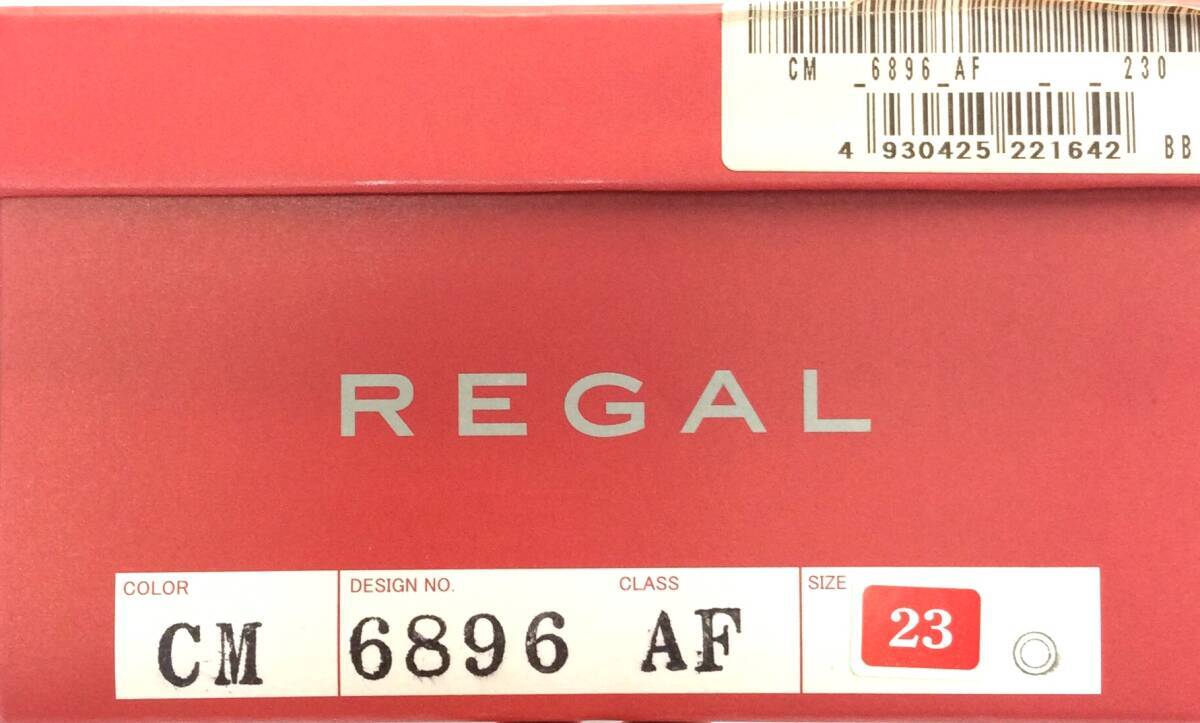 CM _6896_AF _ _ 230
4 930425 221642 BB
REGAL
COLOR DESIGN NO. CLASS SIZE
CM 6896 AF 23